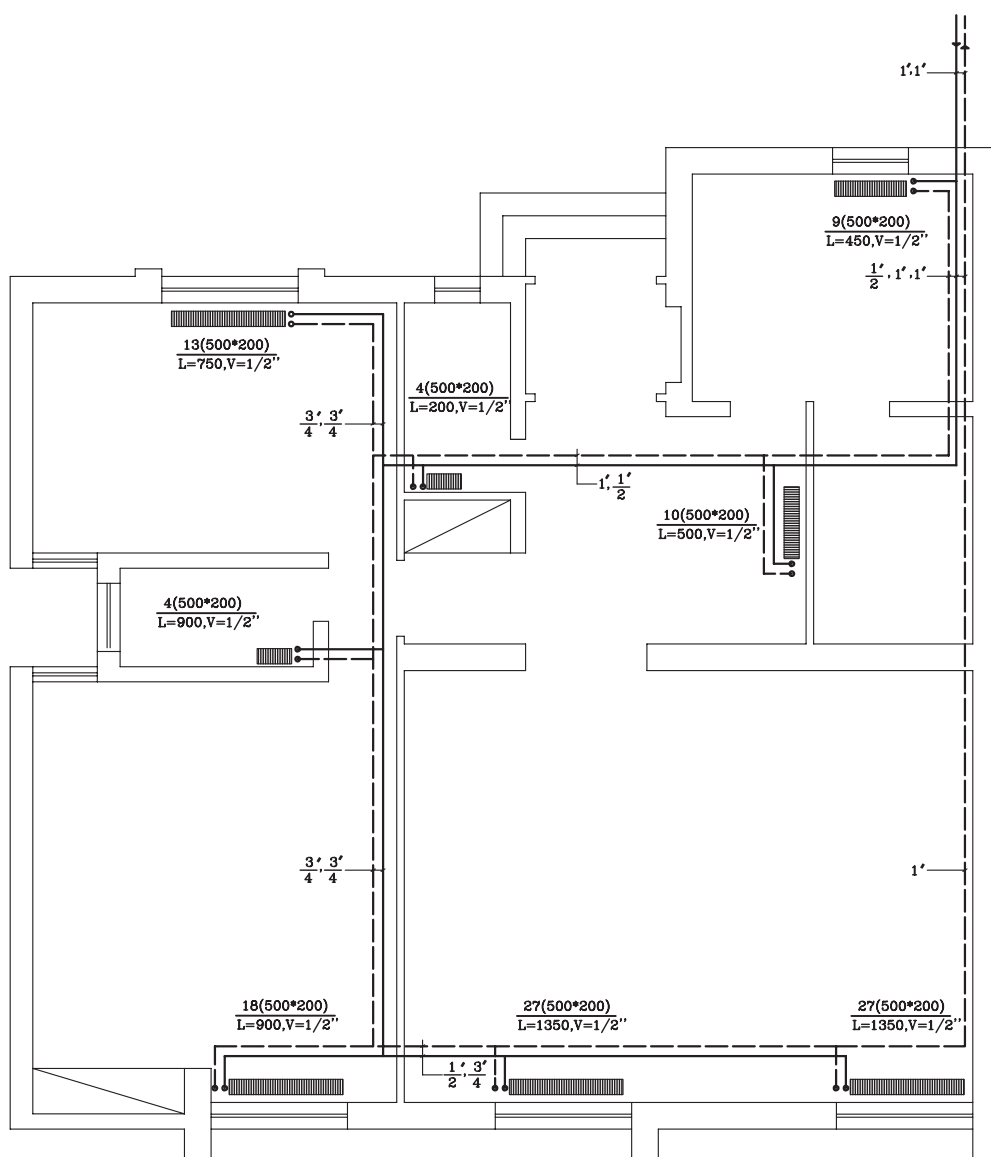 1′,1′
9(500*200)
L=450,V=1/2''
1′/2, 1′,1′
13(500*200)
L=750,V=1/2''
4(500*200)
L=200,V=1/2''
3/4′, 3′/4
1′, 1′/2
10(500*200)
L=500,V=1/2''
4(500*200)
L=900,V=1/2''
3/4′, 3′/4
1′
18(500*200)
L=900,V=1/2''
27(500*200)
L=1350,V=1/2''
27(500*200)
L=1350,V=1/2''
1′/2, 3′/4